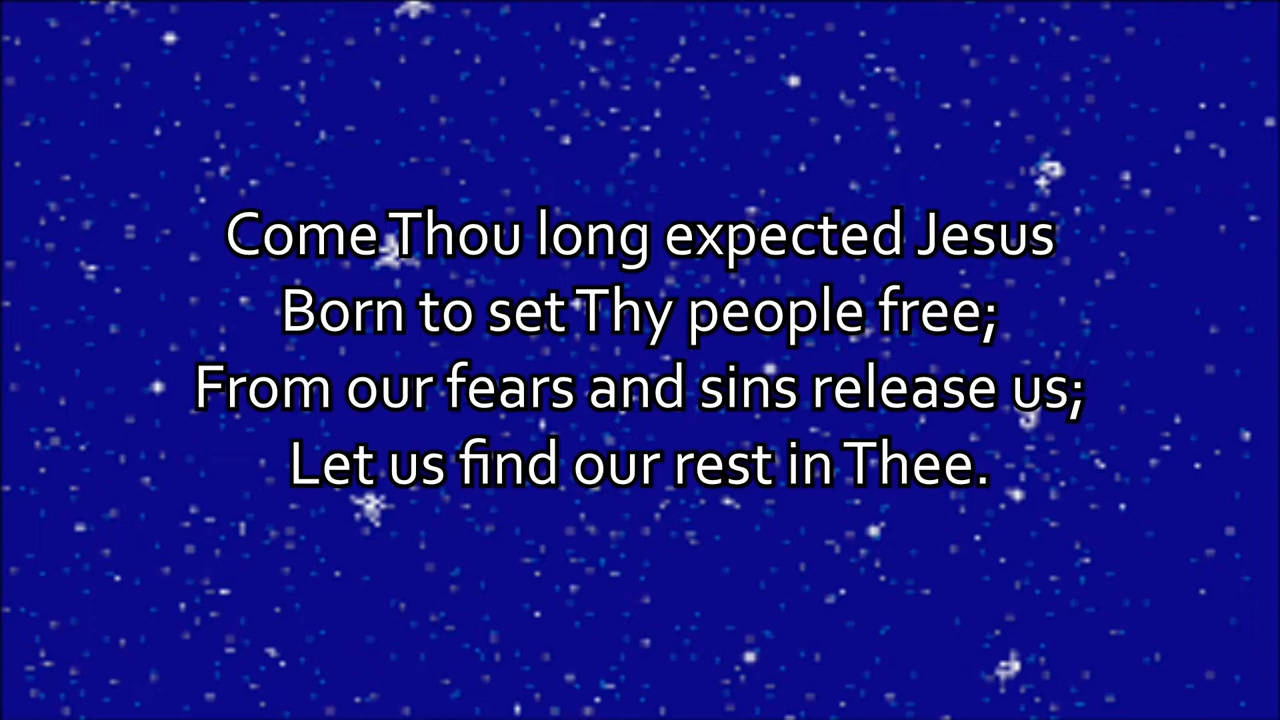 Come Thou long expected Jesus
Born to set Thy people free;
From our fears and sins release us;
Let us find our rest in Thee.